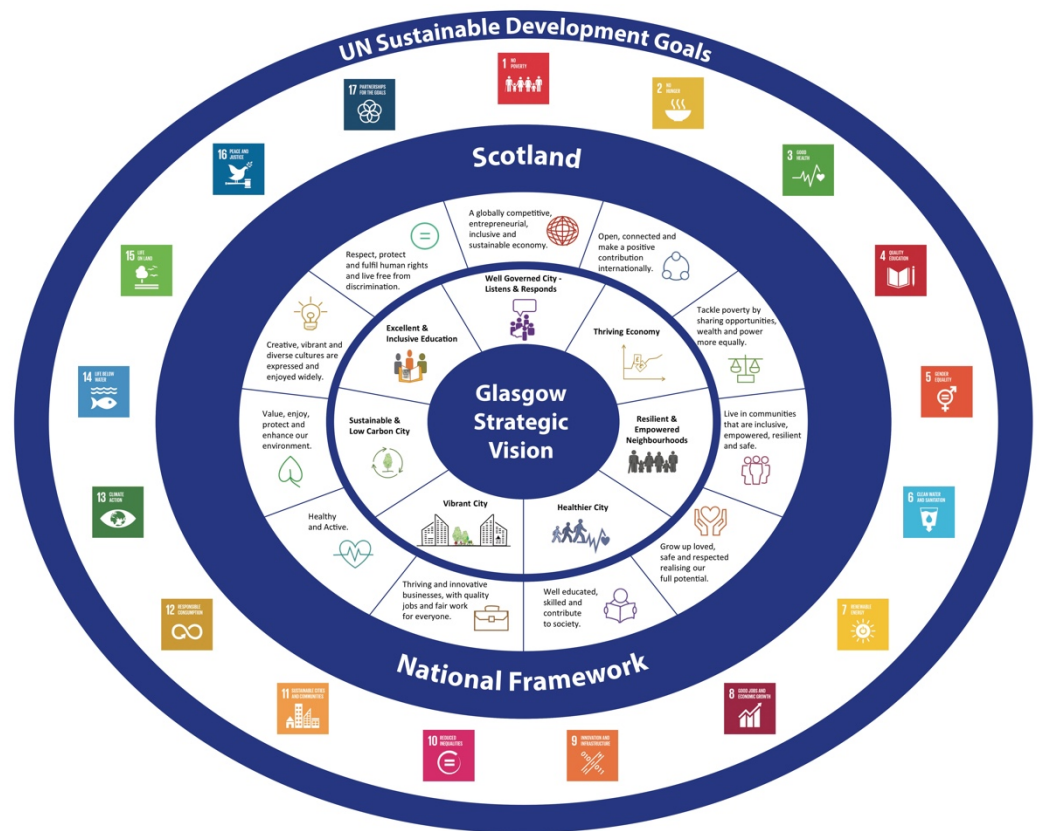 UN Sustainable Development Goals
1 NO
POVERTY
2 NO
HUNGER
3 GOOD
HEALTH
4 QUALITY
EDUCATION
5 GENDER
EQUALITY
6 CLEAN WATER
AND SANITATION
7 RENEWABLE
ENERGY
8 GOOD JOBS AND
ECONOMIC GROWTH
9 INNOVATION AND
INFRASTRUCTURE
10 REDUCED
INEQUALITIES
11 SUSTAINABLE CITIES
AND COMMUNITIES
12 RESPONSIBLE
CONSUMPTION
13 CLIMATE
ACTION
14 LIFE BELOW
WATER
15 LIFE
ON LAND
16 PEACE AND
JUSTICE
17 PARTNERSHIPS
FOR THE GOALS
Scotland
A globally competitive,
entrepreneurial,
inclusive and
sustainable economy.
Open, connected and
make a positive
contribution
internationally.
Tackle poverty by
sharing opportunities,
wealth and power
more equally.
Live in communities
that are inclusive,
empowered, resilient
and safe.
Grow up loved,
safe and respected
realising our
full potential.
Well educated,
skilled and
contribute
to society.
Thriving and innovative
businesses, with quality
jobs and fair work
for everyone.
Healthy
and Active.
Value, enjoy,
protect and
enhance our
environment.
Creative, vibrant and
diverse cultures are
expressed and
enjoyed widely.
Respect, protect
and fulfil human rights
and live free from
discrimination.
National Framework
Well Governed City -
Listens & Responds
Thriving Economy
Resilient &
Empowered
Neighbourhoods
Healthier City
Vibrant City
Sustainable &
Low Carbon City
Excellent &
Inclusive Education
Glasgow
Strategic
Vision